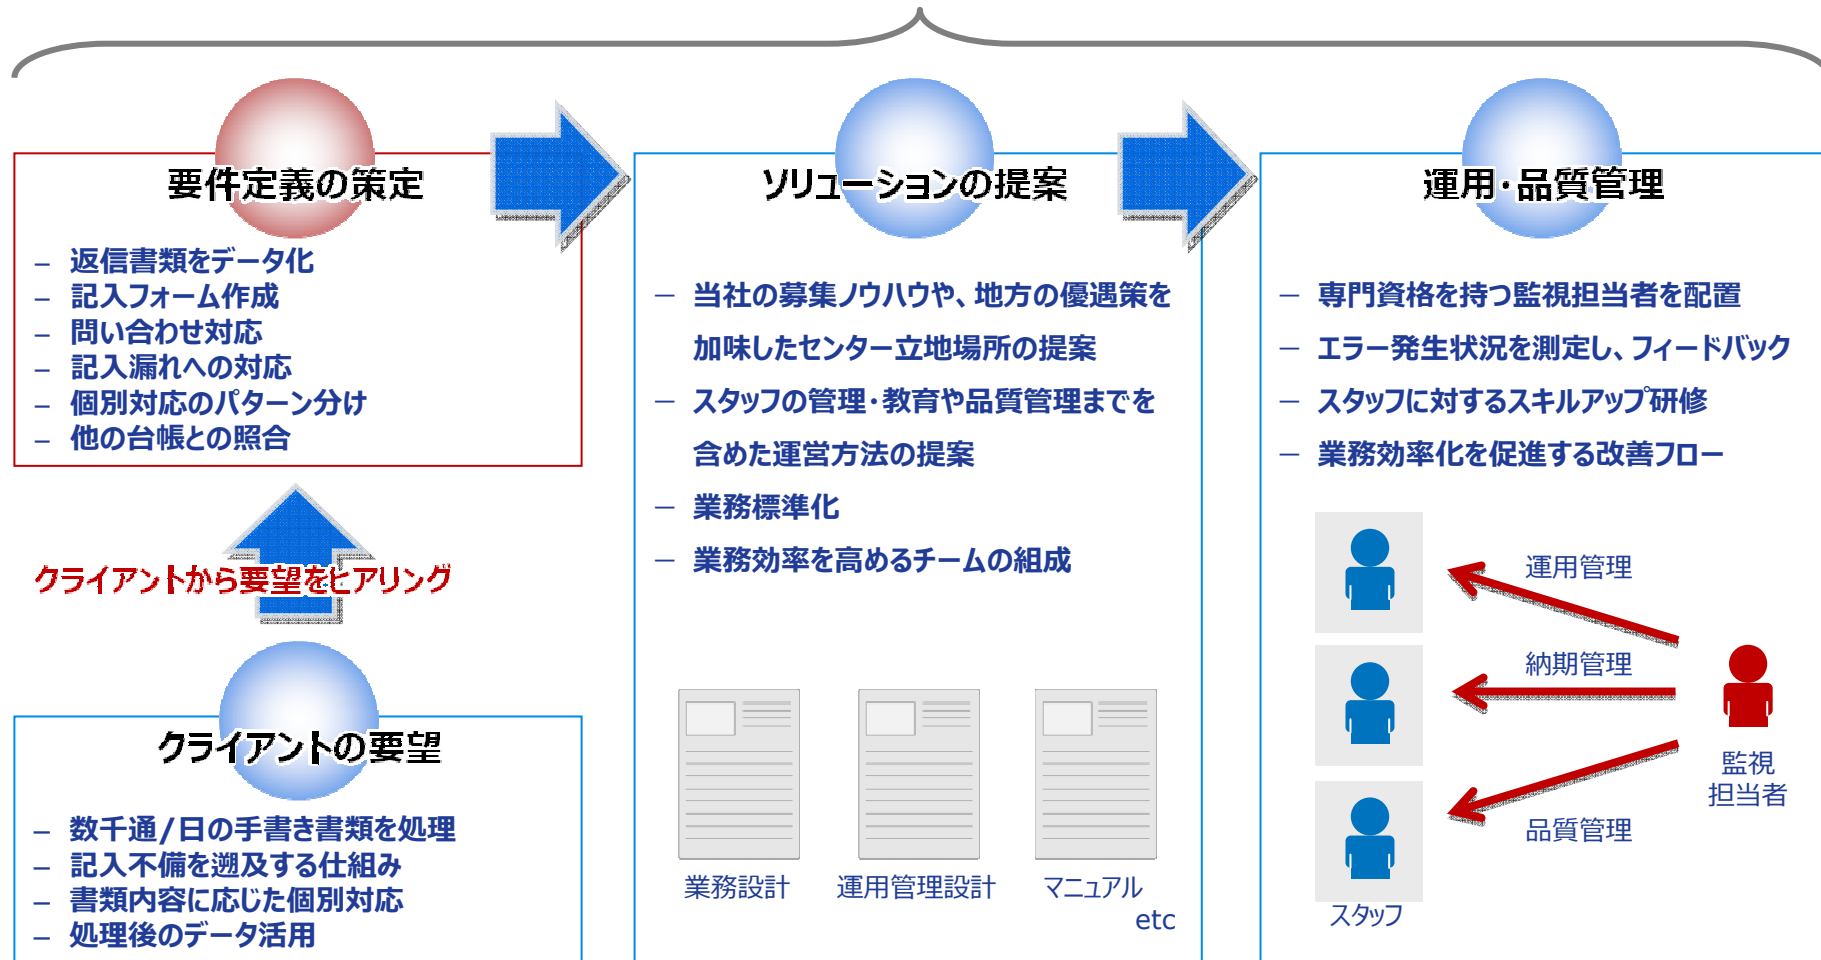 要件定義の策定
– 返信書類をデータ化
– 記入フォーム作成
– 問い合わせ対応
– 記入漏れへの対応
– 個別対応のパターン分け
– 他の台帳との照合
クライアントから要望をヒアリング
クライアントの要望
– 数千通/日の手書き書類を処理
– 記入不備を遡及する仕組み
– 書類内容に応じた個別対応
– 処理後のデータ活用
ソリューションの提案
– 当社の募集ノウハウや、地方の優遇策を
加味したセンター立地場所の提案
– スタッフの管理・教育や品質管理までを
含めた運営方法の提案
– 業務標準化
– 業務効率を高めるチームの組成
業務設計
運用管理設計
マニュアル
etc
運用・品質管理
– 専門資格を持つ監視担当者を配置
– エラー発生状況を測定し、フィードバック
– スタッフに対するスキルアップ研修
– 業務効率化を促進する改善フロー
運用管理
納期管理
品質管理
監視
担当者
スタッフ